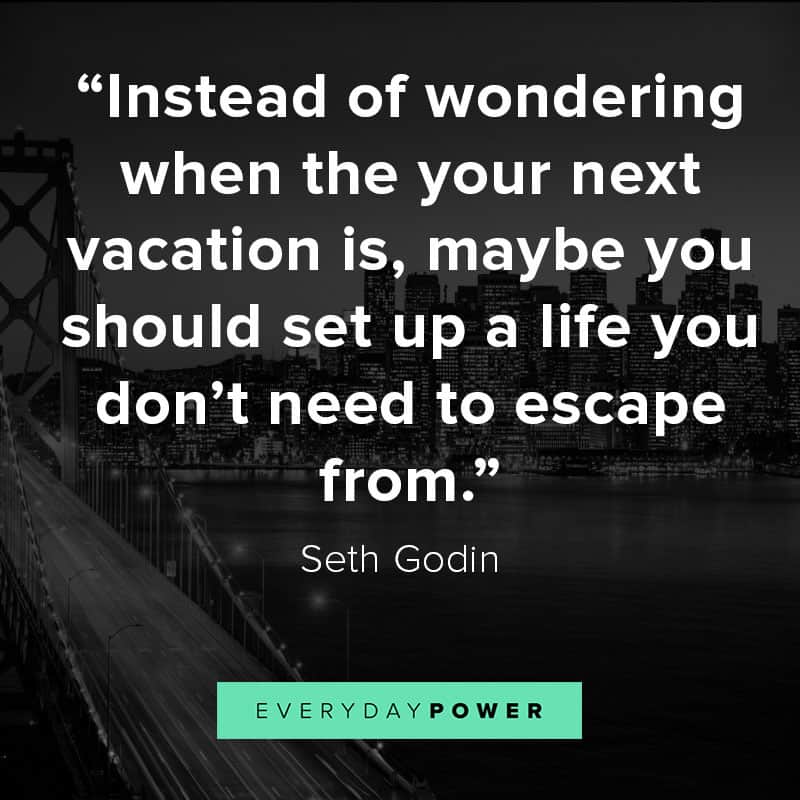 “Instead of wondering
when the your next
vacation is, maybe you
should set up a life you
don’t need to escape
from.”
Seth Godin
EVERYDAYPOWER